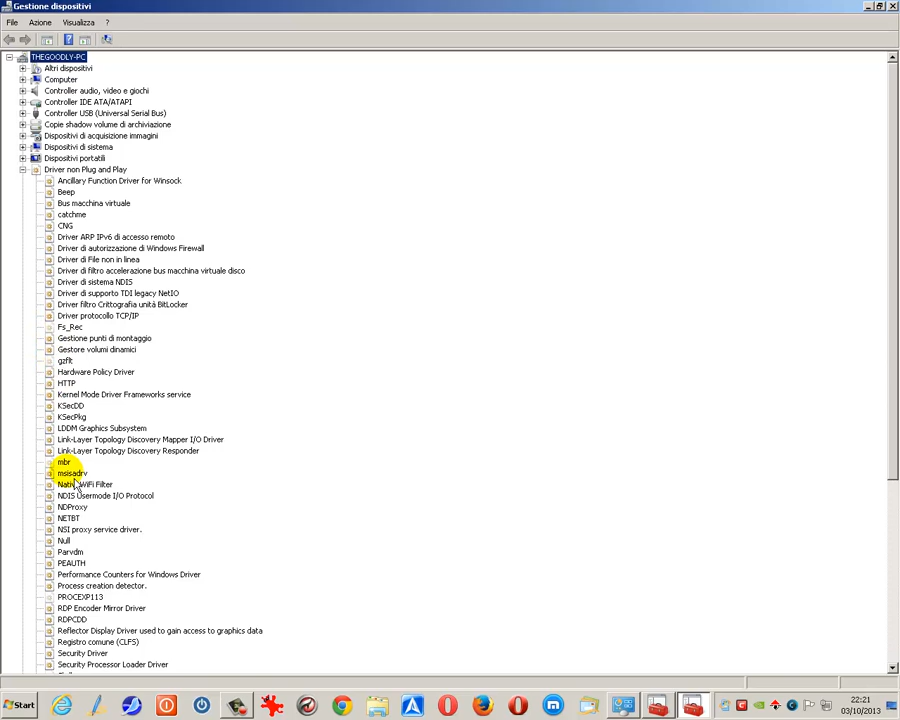 Gestione dispositivi
File Azione Visualizza ?
THEGOODLY-PC
Altri dispositivi
Computer
Controller audio, video e giochi
Controller IDE ATA/ATAPI
Controller USB (Universal Serial Bus)
Copie shadow volume di archiviazione
Dispositivi di acquisizione immagini
Dispositivi di sistema
Dispositivi portatili
Driver non Plug and Play
Ancillary Function Driver for Winsock
Beep
Bus macchina virtuale
catchme
CNG
Driver ARP IPv6 di accesso remoto
Driver di autorizzazione di Windows Firewall
Driver di File non in linea
Driver di filtro accelerazione bus macchina virtuale disco
Driver di sistema NDIS
Driver di supporto TDI legacy NetIO
Driver filtro Crittografia unità BitLocker
Driver protocollo TCP/IP
Fs_Rec
Gestione punti di montaggio
Gestore volumi dinamici
gzflt
Hardware Policy Driver
HTTP
Kernel Mode Driver Frameworks service
KSecDD
KSecPkg
LDDM Graphics Subsystem
Link-Layer Topology Discovery Mapper I/O Driver
Link-Layer Topology Discovery Responder
mbr
msisadrv
NativeWiFi Filter
NDIS Usermode I/O Protocol
NDProxy
NETBT
NSI proxy service driver.
Null
Parvdm
PEAUTH
Performance Counters for Windows Driver
Process creation detector.
PROCEXP113
RDP Encoder Mirror Driver
RDPCDD
Reflector Display Driver used to gain access to graphics data
Registro comune (CLFS)
Security Driver
Security Processor Loader Driver
Start
22:21
03/10/2013